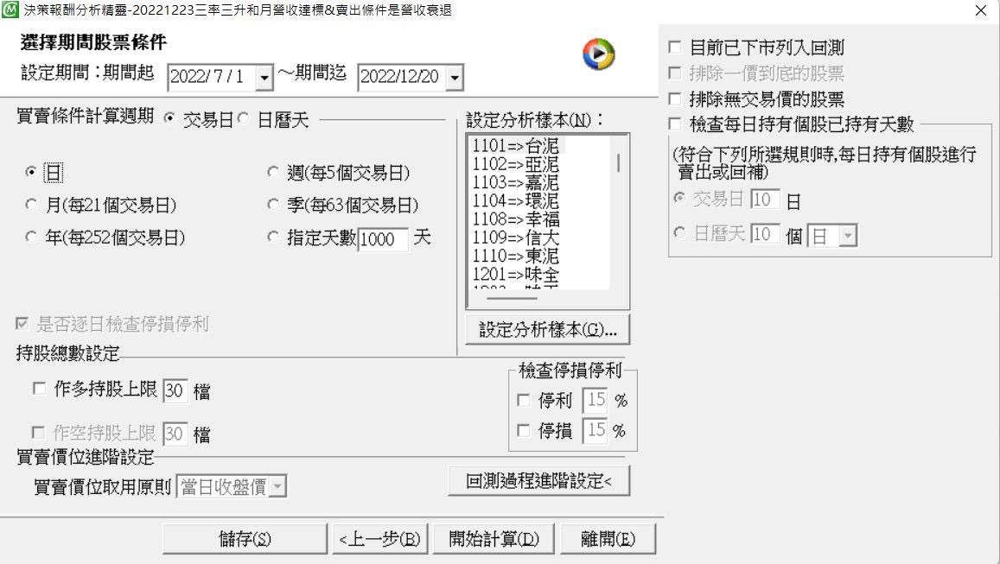 決策報酬分析精靈-20221223三率三升和月營收達標&賣出條件是營收衰退
選擇期間股票條件
設定期間：期間起 2022/ 7 / 1 ～期間迄 2022/12/20
買賣條件計算週期 交易日 日曆天
日 週(每5個交易日)
月(每21個交易日) 季(每63個交易日)
年(每252個交易日) 指定天數 1000 天
是否逐日檢查停損停利
設定分析樣本(N)：
1101=>台泥
1102=>亞泥
1103=>嘉泥
1104=>環泥
1108=>幸福
1109=>信大
1110=>東泥
1201=>味全
設定分析樣本(G)...
持股總數設定
作多持股上限 30 檔
作空持股上限 30 檔
檢查停損停利
停利 15 %
停損 15 %
買賣價位進階設定
買賣價位取用原則 當日收盤價
回測過程進階設定<
儲存(S) <上一步(B) 開始計算(D) 離開(E)
目前已下市列入回測
排除一價到底的股票
排除無交易價的股票
檢查每日持有個股已持有天數
(符合下列所選規則時,每日持有個股進行
賣出或回補)
交易日 10 日
日曆天 10 個 日